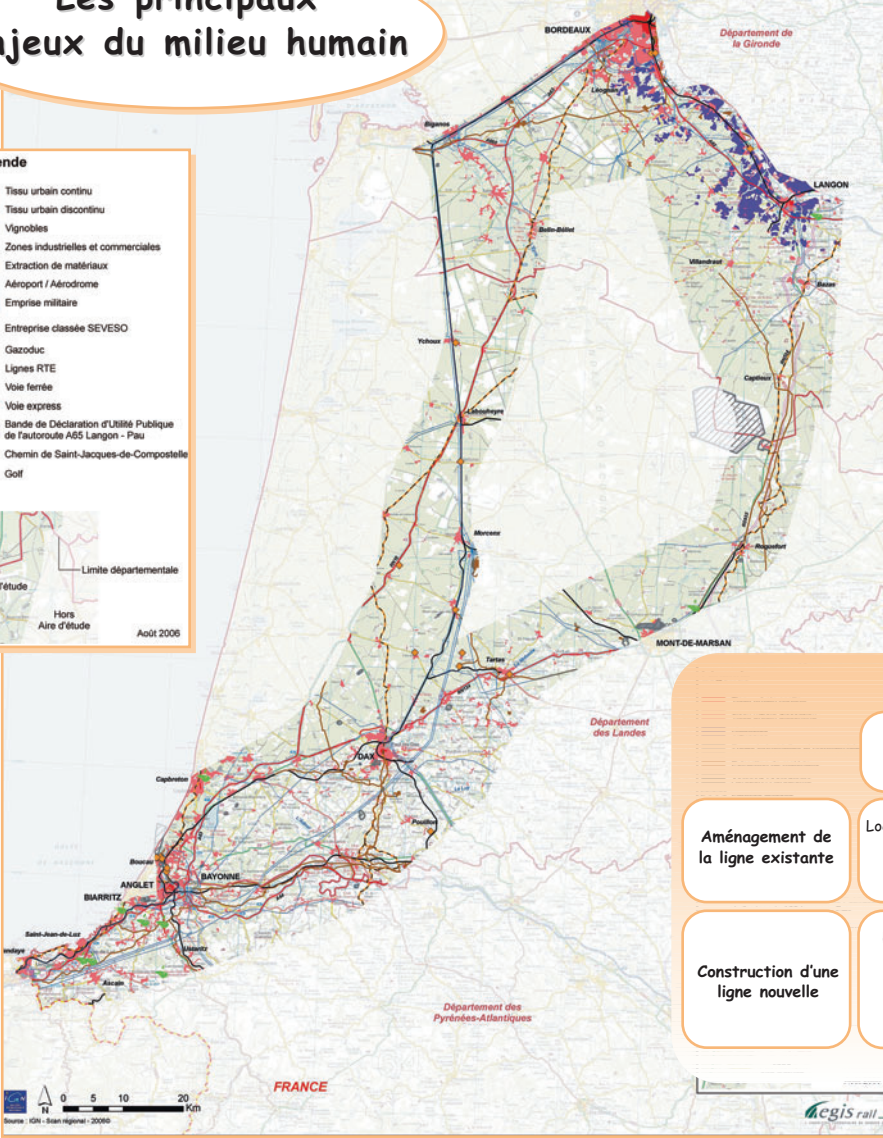 Les principaux
njeux du milieu humain
ende
Tissu urbain continu
Tissu urbain discontinu
Vignobles
Zones industrielles et commerciales
Extraction de matériaux
Aéroport / Aérodrome
Emprise militaire
Entreprise classée SEVESO
Gazoduc
Lignes RTE
Voie ferrée
Voie express
Bande de Déclaration d'Utilité Publique
de l'autoroute A65 Langon - Pau
Chemin de Saint-Jacques-de-Compostelle
Golf
Limite départementale
'étude
Hors
Aire d'étude
Août 2006
BORDEAUX
Département de
la Gironde
Léognan
Biganos
LANGON
Belin-Béliet
Villandraut
Bazas
Ychoux
Captieux
Labouheyre
Morcenx
Roquefort
MONT-DE-MARSAN
Tartas
Département
des Landes
DAX
Capbreton
Pouillon
Boucau
ANGLET
BAYONNE
BIARRITZ
Saint-Jean-de-Luz
endaye
Ustaritz
Ascain
Département des
Pyrénées-Atlantiques
FRANCE
Aménagement de
la ligne existante
Lo
Construction d'une
ligne nouvelle
IGN
N
0 5 10 20
Km
Source : IGN - Scan régional - 2006©
egis rail